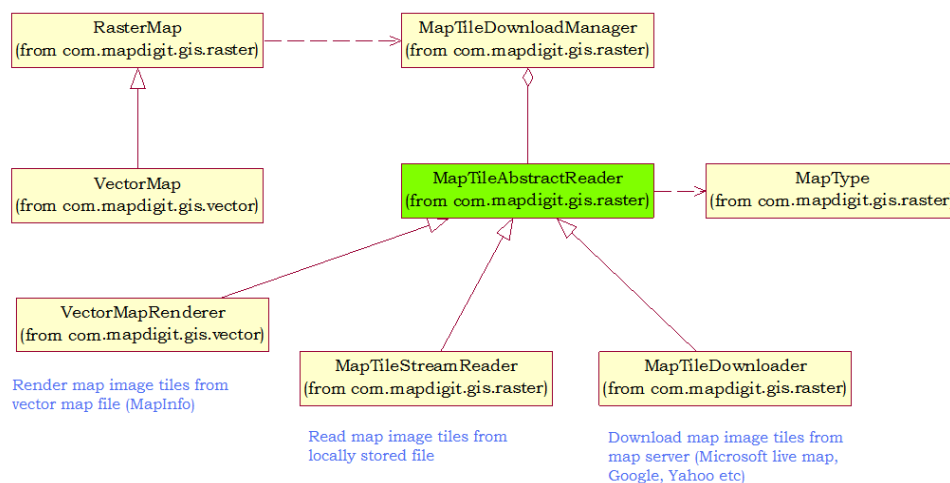 RasterMap
(from com.mapdigit.gis.raster)
MapTileDownloadManager
(from com.mapdigit.gis.raster)
VectorMap
(from com.mapdigit.gis.vector)
MapTileAbstractReader
(from com.mapdigit.gis.raster)
MapType
(from com.mapdigit.gis.raster
VectorMapRenderer
(from com.mapdigit.gis.vector)
Render map image tiles from
vector map file (MapInfo)
MapTileStreamReader
(from com.mapdigit.gis.raster)
Read map image tiles from
locally stored file
MapTileDownloader
(from com.mapdigit.gis.raster)
Download map image tiles from
map server (Microsoft live map,
Google, Yahoo etc)